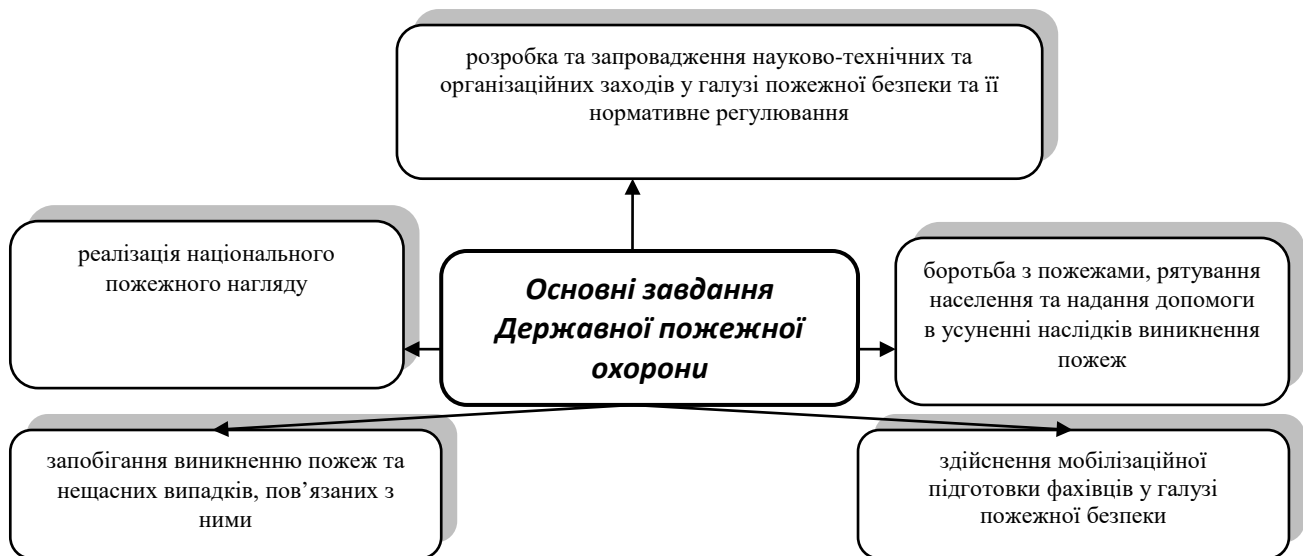 розробка та запровадження науково-технічних та
організаційних заходів у галузі пожежної безпеки та її
нормативне регулювання
реалізація національного
пожежного нагляду
Основні завдання
Державної пожежної
охорони
боротьба з пожежами, рятування
населення та надання допомоги
в усуненні наслідків виникнення
пожеж
запобігання виникненню пожеж та
нещасних випадків, пов’язаних з
ними
здійснення мобілізаційної
підготовки фахівців у галузі
пожежної безпеки